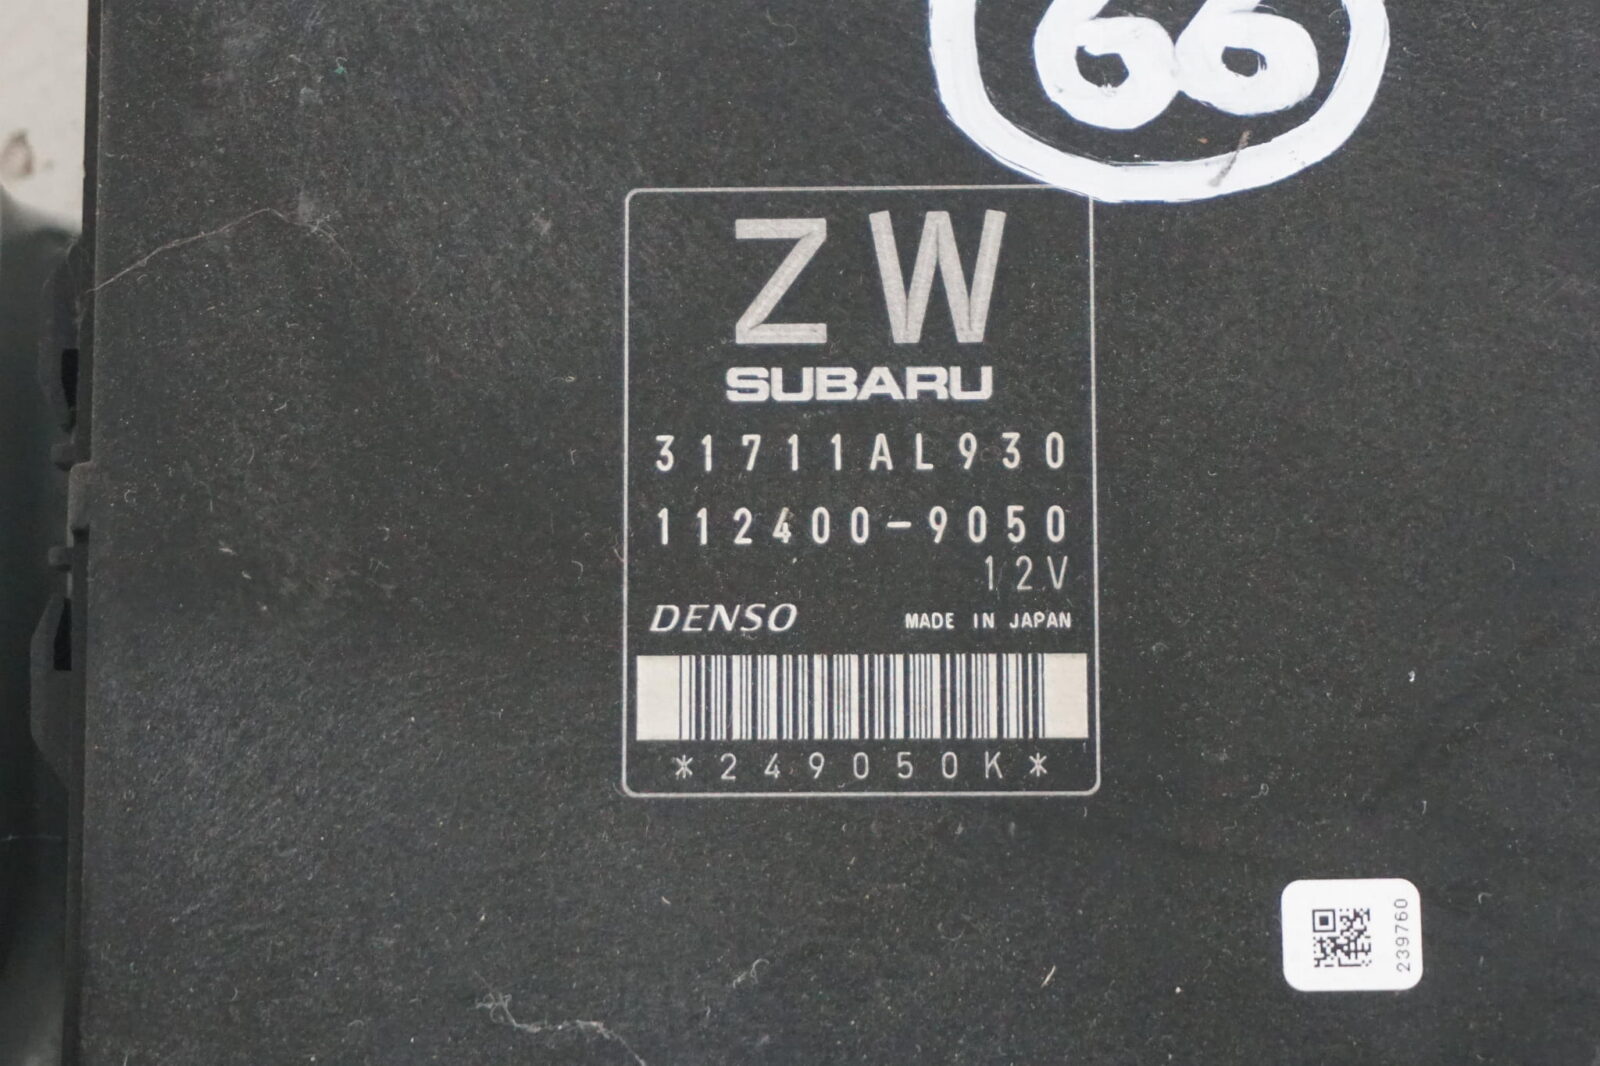 66
ZW
SUBARU
31711AL930
112400-9050
12V
DENSO MADE IN JAPAN
*249050K*
239760